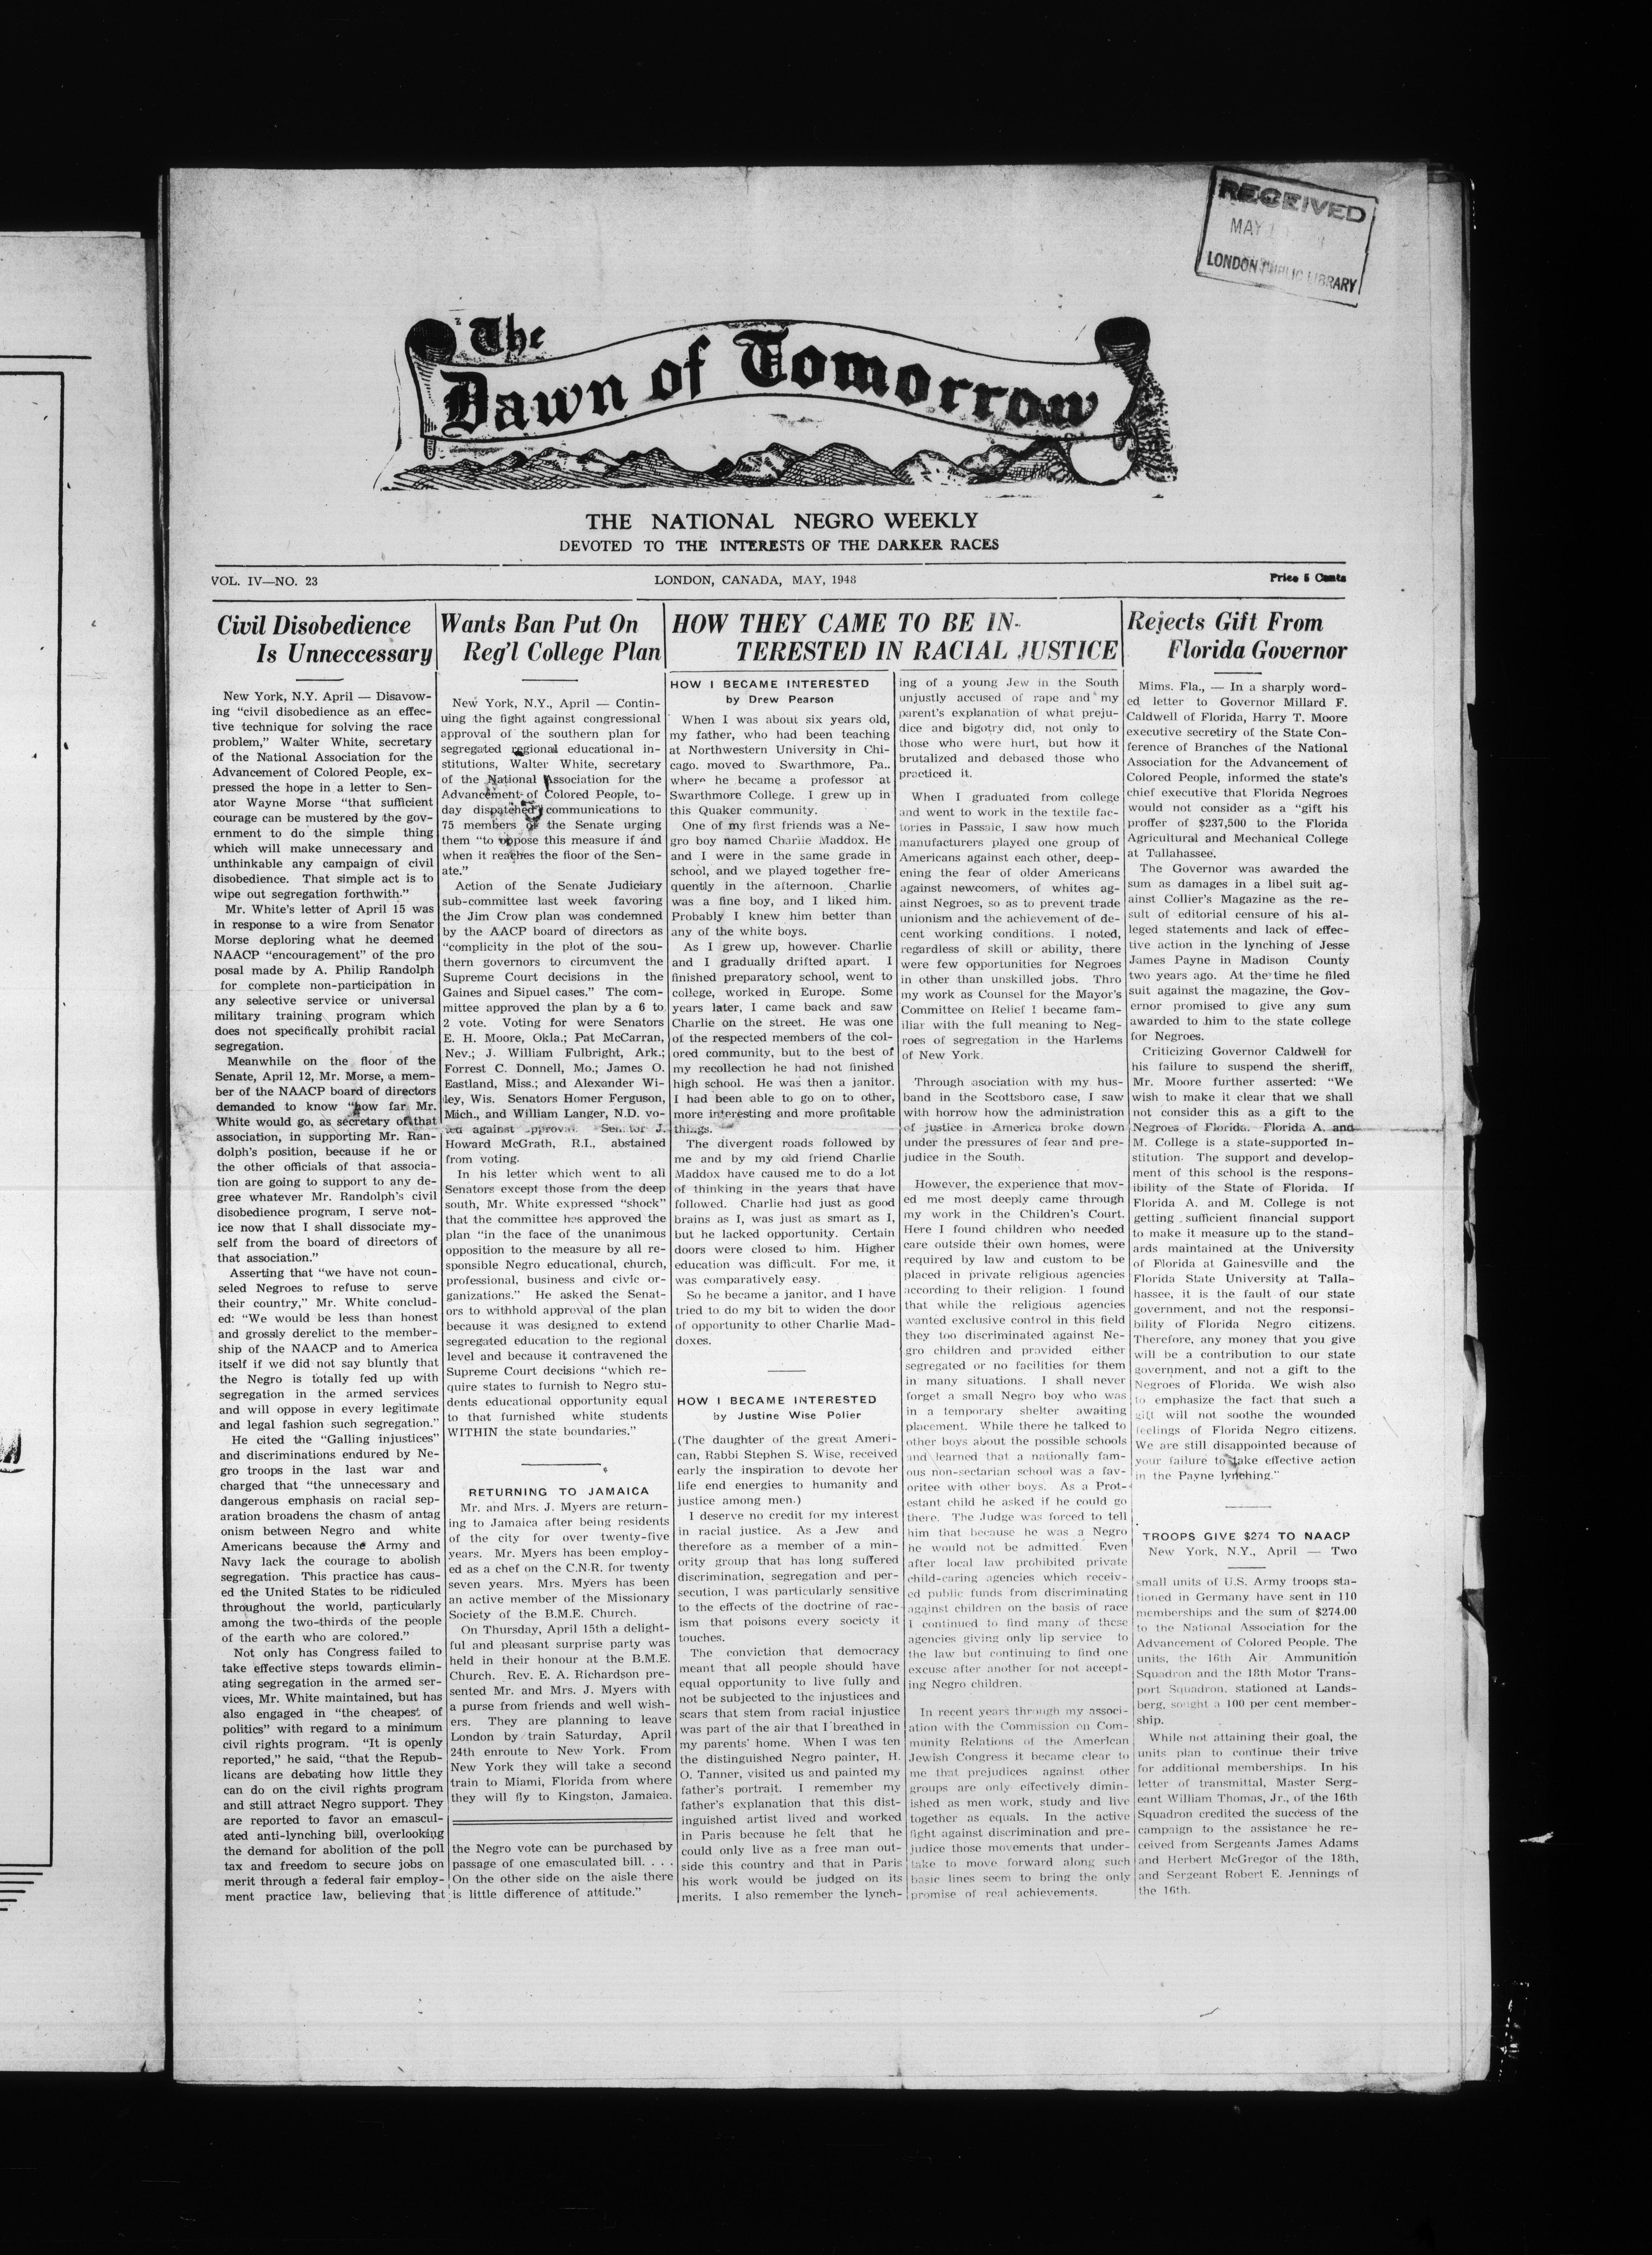 RECEIVED
MAY
LONDON PUBLIC LIBRARY
The
Dawn of Tomorrow
THE NATIONAL NEGRO WEEKLY
DEVOTED TO THE INTERESTS OF THE DARKER RACES
VOL. IV—NO. 23
LONDON, CANADA, MAY, 1948
Price 5 Cents
Civil Disobedience
Is Unneccessary
New York, N.Y. April — Disavow-
ing "civil disobedience as an effec-
tive technique for solving the race
problem," Walter White, secretary
of the National Association for the
Advancement of Colored People, ex-
pressed the hope in a letter to Sen-
ator Wayne Morse "that sufficient
courage can be mustered by the gov-
ernment to do the simple thing
which will make unnecessary and
unthinkable any campaign of civil
disobedience. That simple act is to
wipe out segregation forthwith."
Mr. White's letter of April 15 was
in response to a wire from Senator
Morse deploring what he deemed
NAACP "encouragement" of the pro
posal made by A. Philip Randolph
for complete non-participation in
any selective service or universal
military training program which
does not specifically prohibit racial
segregation.
Meanwhile on the floor of the
Senate, April 12, Mr. Morse, a mem-
ber of the NAACP board of directors
demanded to know "how far Mr.
White would go, as secretary of that
association, in supporting Mr. Ran-
dolph's position, because if he or
the other officials of that associa-
tion are going to support to any de-
gree whatever Mr. Randolph's civil
disobedience program, I serve not-
ice now that I shall dissociate my-
self from the board of directors of
that association."
Asserting that "we have not coun-
seled Negroes to refuse to serve
their country," Mr. White conclud-
ed: "We would be less than honest
and grossly derelict to the member-
ship of the NAACP and to America
itself if we did not say bluntly that
the Negro is totally fed up with
segregation in the armed services
and will oppose in every legitimate
and legal fashion such segregation."
He cited the "Galling injustices"
and discriminations endured by Ne-
gro troops in the last war and
charged that "the unnecessary and
dangerous emphasis on racial sep-
aration broadens the chasm of antag
onism between Negro and white
Americans because the Army and
Navy lack the courage to abolish
segregation. This practice has caus-
ed the United States to be ridiculed
throughout the world, particularly
among the two-thirds of the people
of the earth who are colored."
Not only has Congress failed to
take effective steps towards elimin-
ating segregation in the armed ser-
vices, Mr. White maintained, but has
also engaged in "the cheapest of
politics" with regard to a minimum
civil rights program. "It is openly
reported," he said, "that the Repub-
licans are debating how little they
can do on the civil rights program
and still attract Negro support. They
are reported to favor an emascul-
ated anti-lynching bill, overlooking
the demand for abolition of the poll
tax and freedom to secure jobs on
merit through a federal fair employ-
ment practice law, believing that
Wants Ban Put On
Reg'l College Plan
New York, N.Y., April — Contin-
uing the fight against congressional
approval of the southern plan for
segregated regional educational in-
stitutions, Walter White, secretary
of the National Association for the
Advancement of Colored People, to-
day dispatched communications to
75 members of the Senate urging
them "to oppose this measure if and
when it reaches the floor of the Sen-
ate."
Action of the Senate Judiciary
sub-committee last week favoring
the Jim Crow plan was condemned
by the AACP board of directors as
"complicity in the plot of the sou-
thern governors to circumvent the
Supreme Court decisions in the
Gaines and Sipuel cases." The com-
mittee approved the plan by a 6 to
2 vote. Voting for were Senators
E. H. Moore, Okla.; Pat McCarran,
Nev.; J. William Fulbright, Ark.;
Forrest C. Donnell, Mo.; James O.
Eastland, Miss.; and Alexander Wi-
ley, Wis. Senators Homer Ferguson,
Mich., and William Langer, N.D. vo-
ted against approval. Senator J.
Howard McGrath, R.I., abstained
from voting.
In his letter which went to all
Senators except those from the deep
south, Mr. White expressed "shock"
that the committee has approved the
plan "in the face of the unanimous
opposition to the measure by all re-
sponsible Negro educational, church,
professional, business and civic or-
ganizations." He asked the Senat-
ors to withhold approval of the plan
because it was designed to extend
segregated education to the regional
level and because it contravened the
Supreme Court decisions "which re-
quire states to furnish to Negro stu-
dents educational opportunity equal
to that furnished white students
WITHIN the state boundaries."
RETURNING TO JAMAICA
Mr. and Mrs. J. Myers are return-
ing to Jamaica after being residents
of the city for over twenty-five
years. Mr. Myers has been employ-
ed as a chef on the C.N.R. for twenty
seven years. Mrs. Myers has been
an active member of the Missionary
Society of the B.M.E. Church.
On Thursday, April 15th a delight-
ful and pleasant surprise party was
held in their honour at the B.M.E.
Church. Rev. E. A. Richardson pre-
sented Mr. and Mrs. J. Myers with
a purse from friends and well wish-
ers. They are planning to leave
London by train Saturday, April
24th enroute to New York. From
New York they will take a second
train to Miami, Florida from where
they will fly to Kingston, Jamaica.
the Negro vote can be purchased by
passage of one emasculated bill. . . .
On the other side on the aisle there
is little difference of attitude."
HOW THEY CAME TO BE IN-
TERESTED IN RACIAL JUSTICE
HOW I BECAME INTERESTED
by Drew Pearson
When I was about six years old,
my father, who had been teaching
at Northwestern University in Chi-
cago. moved to Swarthmore, Pa..
where he became a professor at
Swarthmore College. I grew up in
this Quaker community.
One of my first friends was a Ne-
gro boy named Charlie Maddox. He
and I were in the same grade in
school, and we played together fre-
quently in the afternoon. Charlie
was a fine boy, and I liked him.
Probably I knew him better than
any of the white boys.
As I grew up, however. Charlie
and I gradually drifted apart. I
finished preparatory school, went to
college, worked in Europe. Some
years later, I came back and saw
Charlie on the street. He was one
of the respected members of the col-
ored community, but to the best of
my recollection he had not finished
high school. He was then a janitor.
I had been able to go on to other,
more interesting and more profitable
things.
The divergent roads followed by
me and by my old friend Charlie
Maddox have caused me to do a lot
of thinking in the years that have
followed. Charlie had just as good
brains as I, was just as smart as I,
but he lacked opportunity. Certain
doors were closed to him. Higher
education was difficult. For me, it
was comparatively easy.
So he became a janitor, and I have
tried to do my bit to widen the door
of opportunity to other Charlie Mad-
doxes.
HOW I BECAME INTERESTED
by Justine Wise Polier
(The daughter of the great Ameri-
can, Rabbi Stephen S. Wise, received
early the inspiration to devote her
life end energies to humanity and
justice among men.)
I deserve no credit for my interest
in racial justice. As a Jew and
therefore as a member of a min-
ority group that has long suffered
discrimination, segregation and per-
secution, I was particularly sensitive
to the effects of the doctrine of rac-
ism that poisons every society it
touches.
The conviction that democracy
meant that all people should have
equal opportunity to live fully and
not be subjected to the injustices and
scars that stem from racial injustice
was part of the air that I breathed in
my parents' home. When I was ten
the distinguished Negro painter, H.
O. Tanner, visited us and painted my
father's portrait. I remember my
father's explanation that this dist-
inguished artist lived and worked
in Paris because he felt that he
could only live as a free man out-
side this country and that in Paris
his work would be judged on its
merits. I also remember the lynch-
ing of a young Jew in the South
unjustly accused of rape and my
parent's explanation of what preju-
dice and bigotry did, not only to
those who were hurt, but how it
brutalized and debased those who
practiced it.
When I graduated from college
and went to work in the textile fac-
tories in Passaic, I saw how much
manufacturers played one group of
Americans against each other, deep-
ening the fear of older Americans
against newcomers, of whites ag-
ainst Negroes, so as to prevent trade
unionism and the achievement of de-
cent working conditions. I noted,
regardless of skill or ability, there
were few opportunities for Negroes
in other than unskilled jobs. Thro
my work as Counsel for the Mayor's
Committee on Relief I became fam-
iliar with the full meaning to Neg-
roes of segregation in the Harlems
of New York.
Through asociation with my hus-
band in the Scottsboro case, I saw
with horrow how the administration
of justice in America broke down
under the pressures of fear and pre-
judice in the South.
However, the experience that mov-
ed me most deeply came through
my work in the Children's Court.
Here I found children who needed
care outside their own homes, were
required by law and custom to be
placed in private religious agencies
according to their religion. I found
that while the religious agencies
wanted exclusive control in this field
they too discriminated against Ne-
gro children and provided either
segregated or no facilities for them
in many situations. I shall never
forget a small Negro boy who was
in a temporary shelter awaiting
placement. While there he talked to
other boys about the possible schools
and learned that a nationally fam-
ous non-sectarian school was a fav-
oritee with other boys. As a Prot-
estant child he asked if he could go
there. The Judge was forced to tell
him that because he was a Negro
he would not be admitted. Even
after local law prohibited private
child-caring agencies which receiv-
ed public funds from discriminating
against children on the basis of race
I continued to find many of these
agencies giving only lip service to
the law but continuing to find one
excuse after another for not accept-
ing Negro children.
In recent years through my associ-
ation with the Commission on Com-
munity Relations of the American
Jewish Congress it became clear to
me that prejudices against other
groups are only effectively dimin-
ished as men work, study and live
together as equals. In the active
fight against discrimination and pre-
judice those movements that under-
take to move forward along such
basic lines seem to bring the only
promise of real achievements.
Rejects Gift From
Florida Governor
Mims. Fla., — In a sharply word-
ed letter to Governor Millard F.
Caldwell of Florida, Harry T. Moore
executive secretiry of the State Con-
ference of Branches of the National
Association for the Advancement of
Colored People, informed the state's
chief executive that Florida Negroes
would not consider as a "gift his
proffer of $237,500 to the Florida
Agricultural and Mechanical College
at Tallahassee.
The Governor was awarded the
sum as damages in a libel suit ag-
ainst Collier's Magazine as the re-
sult of editorial censure of his al-
leged statements and lack of effec-
tive action in the lynching of Jesse
James Payne in Madison County
two years ago. At the time he filed
suit against the magazine, the Gov-
ernor promised to give any sum
awarded to him to the state college
for Negroes.
Criticizing Governor Caldwell for
his failure to suspend the sheriff,
Mr. Moore further asserted: "We
wish to make it clear that we shall
not consider this as a gift to the
Negroes of Florida. Florida A. and
M. College is a state-supported in-
stitution. The support and develop-
ment of this school is the respons-
ibility of the State of Florida. If
Florida A. and M. College is not
getting sufficient financial support
to make it measure up to the stand-
ards maintained at the University
of Florida at Gainesville and the
Florida State University at Talla-
hassee, it is the fault of our state
government, and not the responsi-
bility of Florida Negro citizens.
Therefore, any money that you give
will be a contribution to our state
government, and not a gift to the
Negroes of Florida. We wish also
to emphasize the fact that such a
gift will not soothe the wounded
feelings of Florida Negro citizens.
We are still disappointed because of
your failure to take effective action
in the Payne lynching."
TROOPS GIVE $274 TO NAACP
New York, N.Y., April — Two
small units of U.S. Army troops sta-
tioned in Germany have sent in 110
memberships and the sum of $274.00
to the National Association for the
Advancement of Colored People. The
units, the 16th Air Ammunition
Squadron and the 18th Motor Trans-
port Squadron, stationed at Lands-
berg, sought a 100 per cent member-
ship.
While not attaining their goal, the
units plan to continue their trive
for additional memberships. In his
letter of transmittal, Master Serg-
eant William Thomas, Jr., of the 16th
Squadron credited the success of the
campaign to the assistance he re-
ceived from Sergeants James Adams
and Herbert McGregor of the 18th,
and Sergeant Robert E. Jennings of
the 16th.